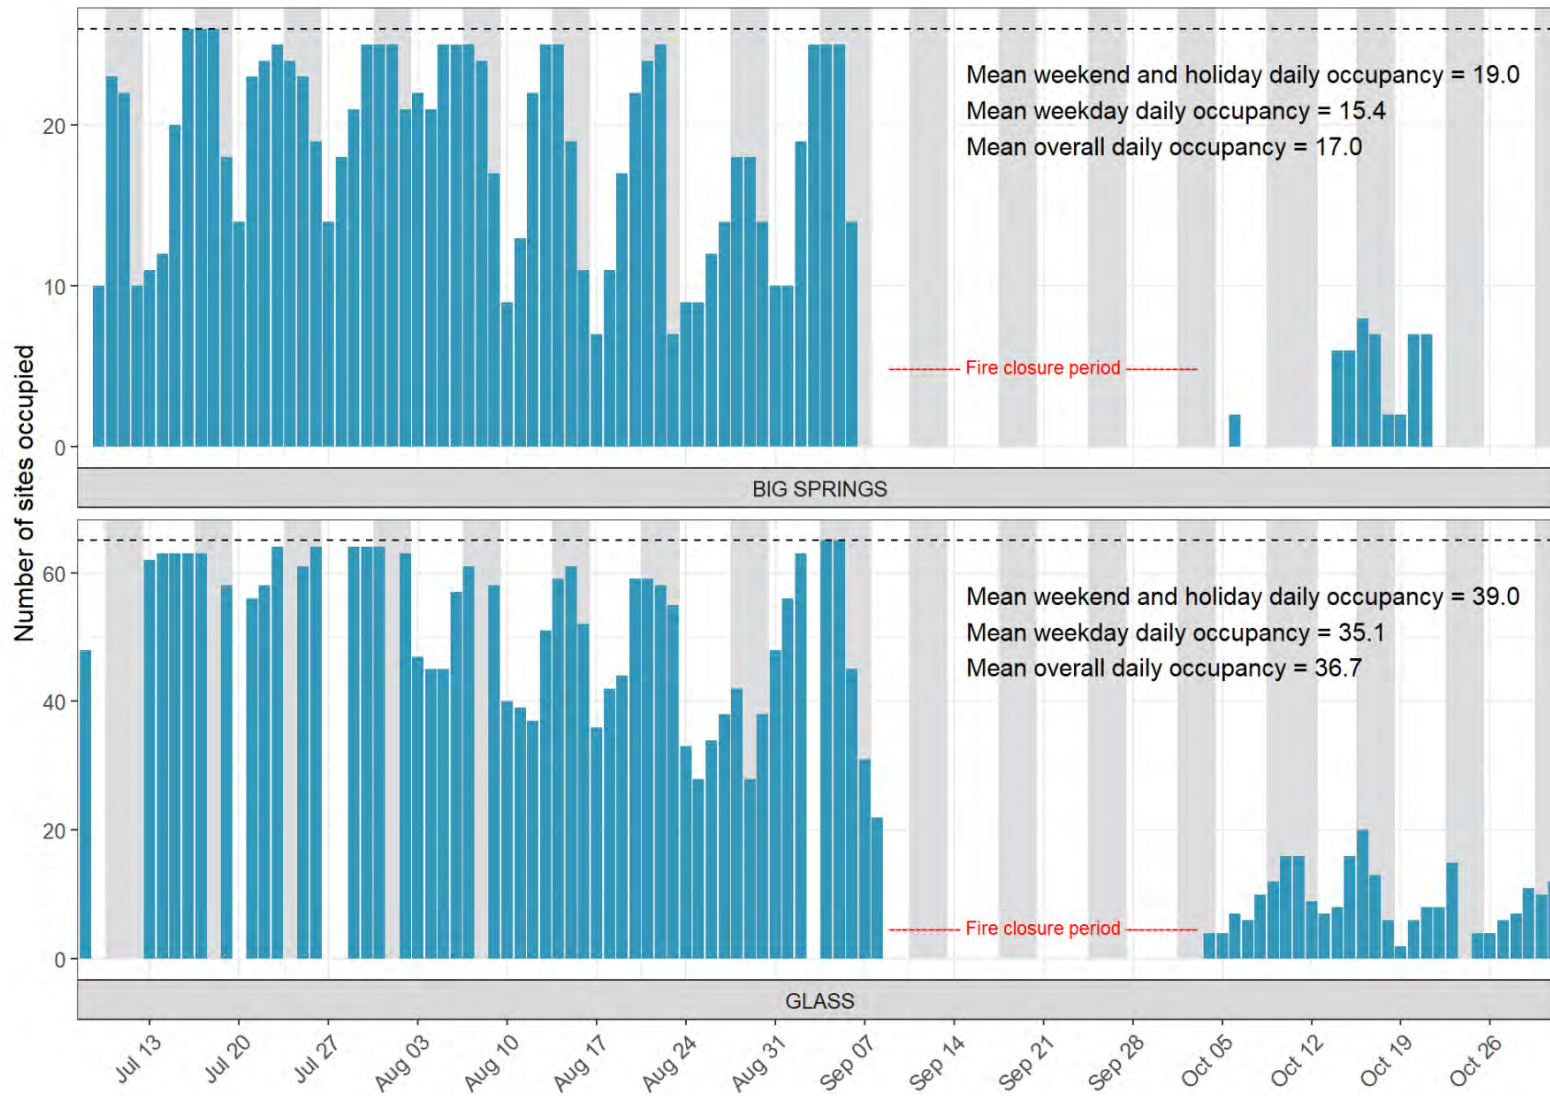 Number of sites occupied
20
10
0
Mean weekend and holiday daily occupancy = 19.0
Mean weekday daily occupancy = 15.4
Mean overall daily occupancy = 17.0
Fire closure period
BIG SPRINGS
60
40
20
0
Mean weekend and holiday daily occupancy = 39.0
Mean weekday daily occupancy = 35.1
Mean overall daily occupancy = 36.7
Fire closure period
GLASS
Jul 13
Jul 20
Jul 27
Aug 03
Aug 10
Aug 17
Aug 24
Aug 31
Sep 07
Sep 14
Sep 21
Sep 28
Oct 05
Oct 12
Oct 19
Oct 26